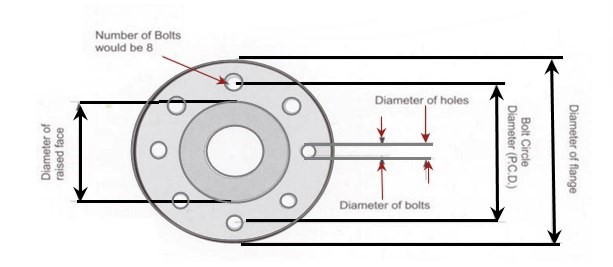 Number of Bolts
would be 8
Diameter of
raised face
Diameter of holes
Diameter of bolts
Bolt Circle
Diameter (P.C.D.)
Diameter of flange